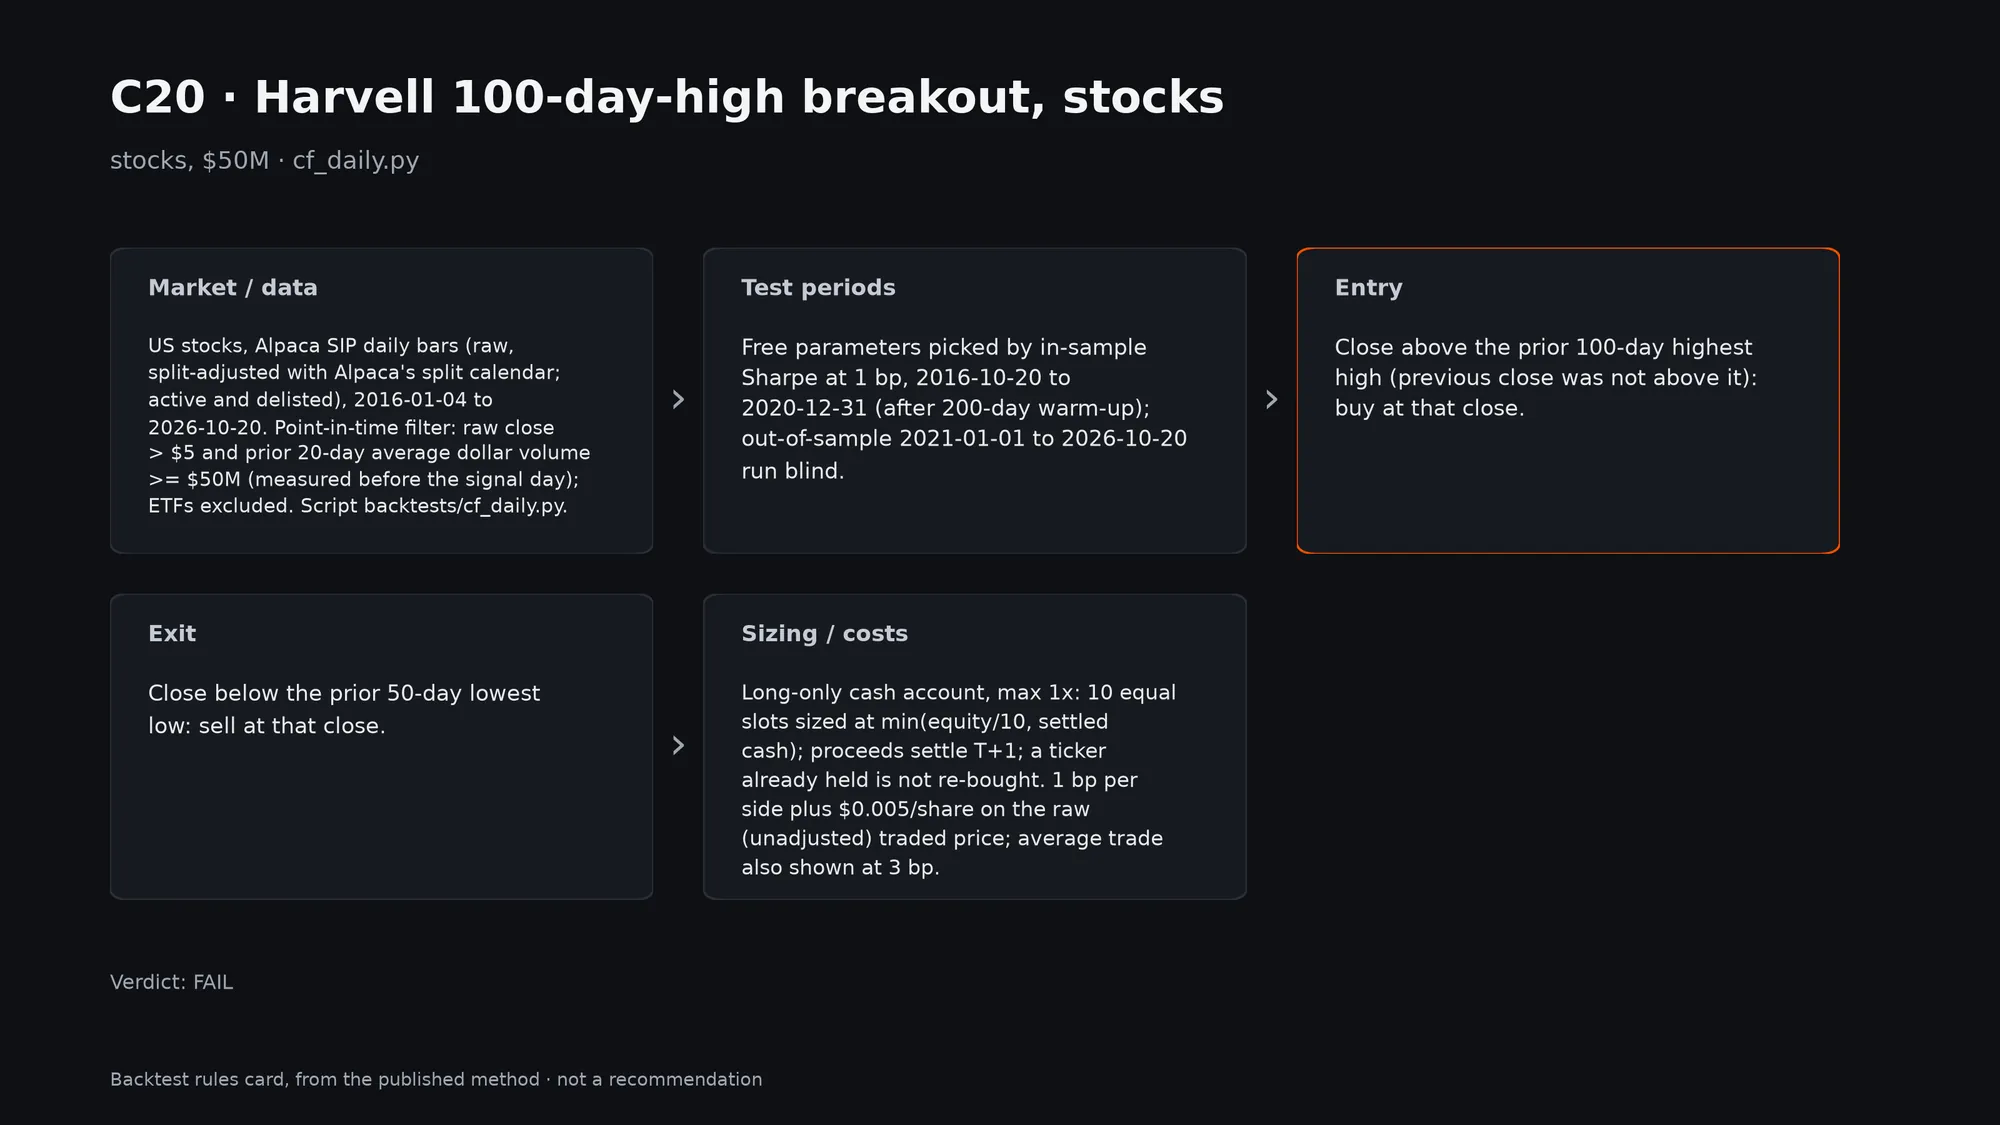 C20 · Harvell 100-day-high breakout, stocks
stocks, $50M · cf_daily.py
Market / data
US stocks, Alpaca SIP daily bars (raw,
split-adjusted with Alpaca's split calendar;
active and delisted), 2016-01-04 to
2026-10-20. Point-in-time filter: raw close
> $5 and prior 20-day average dollar volume
>= $50M (measured before the signal day);
ETFs excluded. Script backtests/cf_daily.py.
›
Test periods
Free parameters picked by in-sample
Sharpe at 1 bp, 2016-10-20 to
2020-12-31 (after 200-day warm-up);
out-of-sample 2021-01-01 to 2026-10-20
run blind.
›
Entry
Close above the prior 100-day highest
high (previous close was not above it):
buy at that close.
Exit
Close below the prior 50-day lowest
low: sell at that close.
›
Sizing / costs
Long-only cash account, max 1x: 10 equal
slots sized at min(equity/10, settled
cash); proceeds settle T+1; a ticker
already held is not re-bought. 1 bp per
side plus $0.005/share on the raw
(unadjusted) traded price; average trade
also shown at 3 bp.
Verdict: FAIL
Backtest rules card, from the published method · not a recommendation